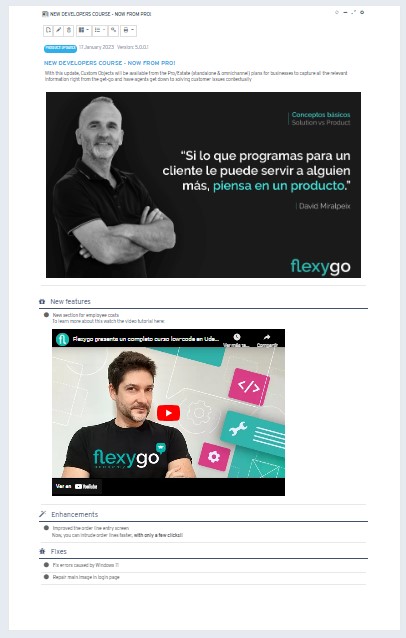 NEW DEVELOPERS COURSE - NOW FROM PRO!
PRODUCT UPDATE 11 January 2023 Version: 5.0.0.1
NEW DEVELOPERS COURSE - NOW FROM PRO!
With this update, Custom Objects will be available from the Pro/Estate (standalone & omnichannel) plans for businesses to capture all the relevant
information right from the get-go and have agents get down to solving customer issues contextually
Conceptos básicos
Solution vs Product
“Si lo que programas para un
cliente le puede servir a alguien
más, piensa en un producto.”
| David Miralpeix
flexygo
New features
New section for employee costs
To learn more about this watch the video tutorial here:
Flexygo presenta un completo curso low-code en Ude...
Ver más ta...
Compartir
</>
flexygo
Ver en YouTube
Enhancements
Improved the order line entry screen
Now, you can intrude order lines faster, with only a few clicks!!
Fixes
Fix errors caused by Windows 11
Repair main image in login page